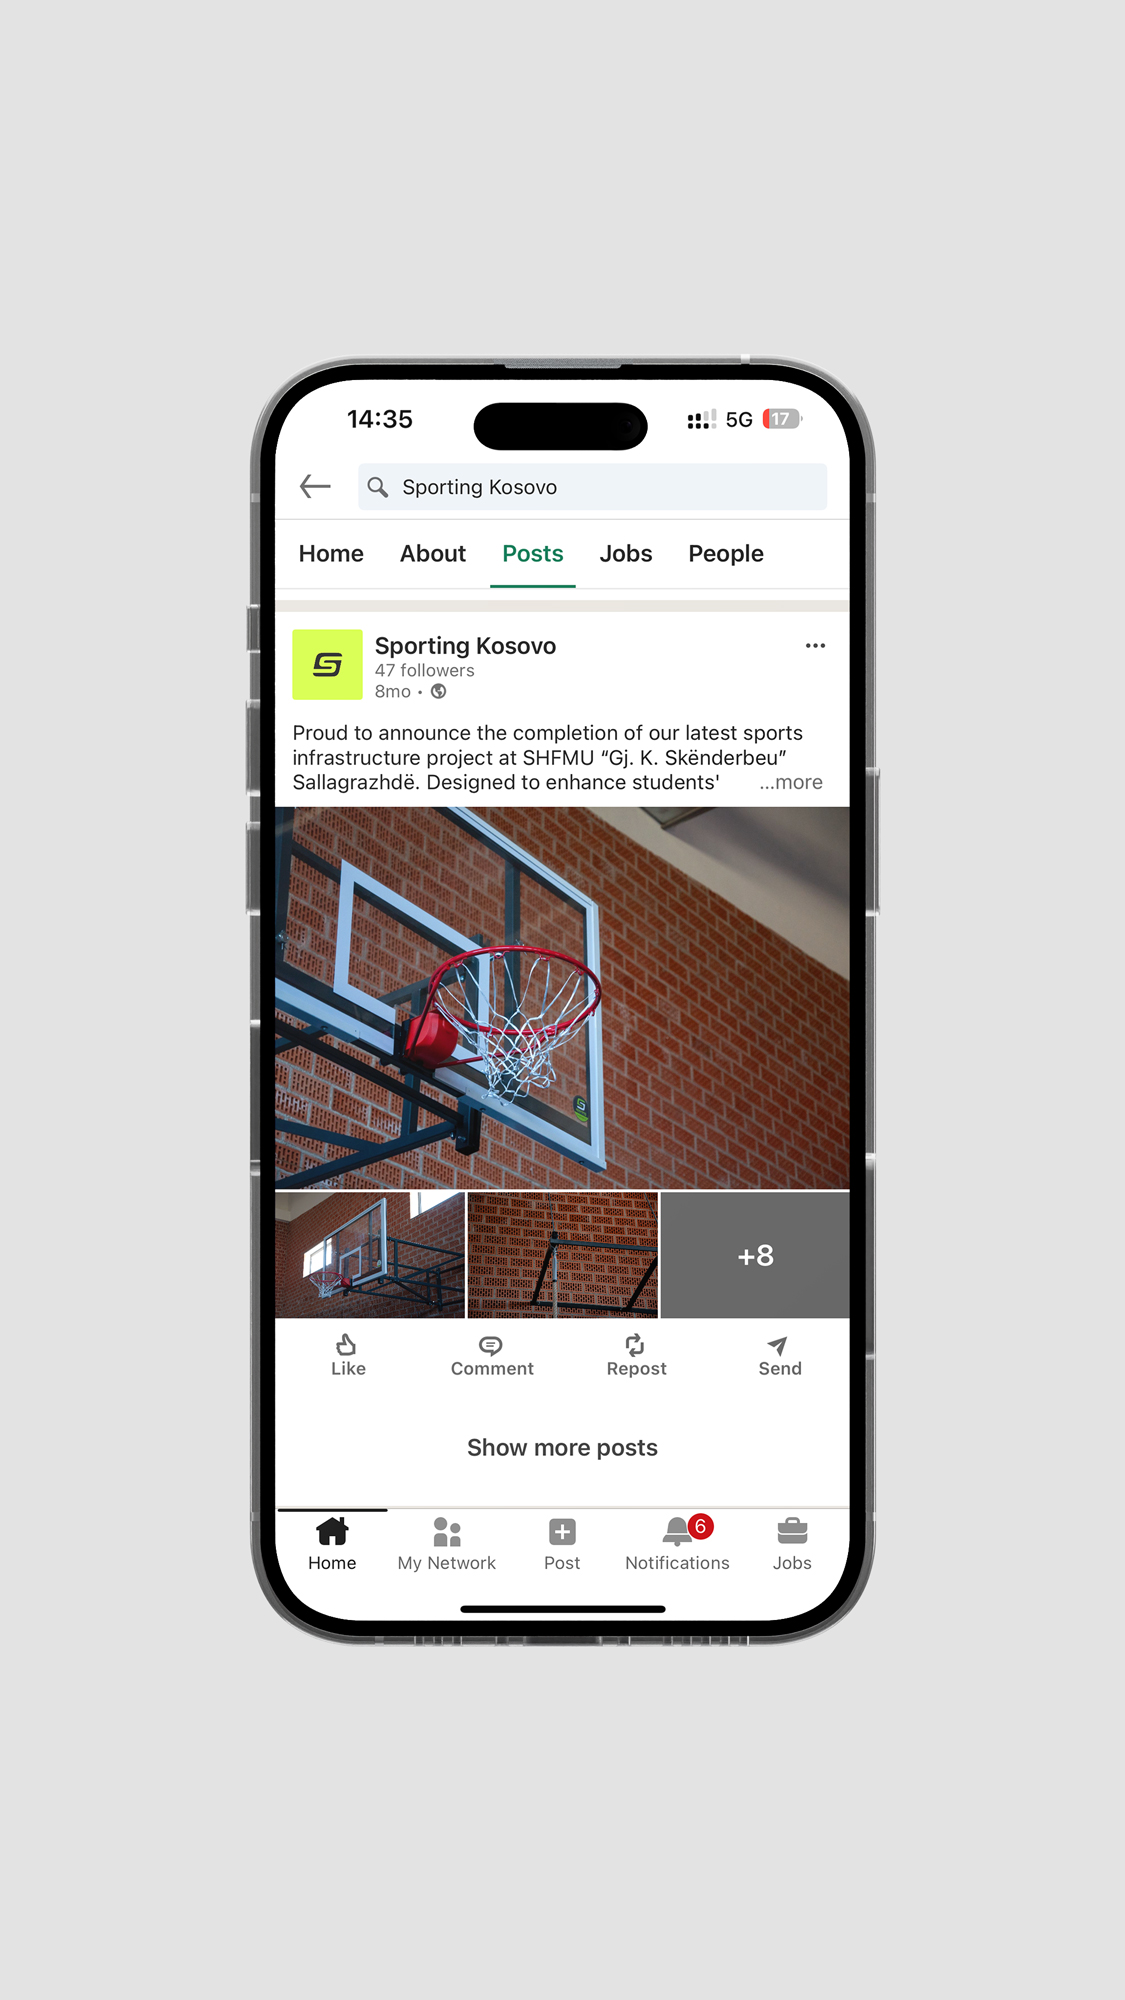 14:35
5G
17
Sporting Kosovo
Home About Posts Jobs People
Sporting Kosovo
47 followers
8mo •
Proud to announce the completion of our latest sports
infrastructure project at SHFMU “Gj. K. Skënderbeu”
Sallagrazhdë. Designed to enhance students' ...more
+8
Like Comment Repost Send
Show more posts
6
Home My Network Post Notifications Jobs